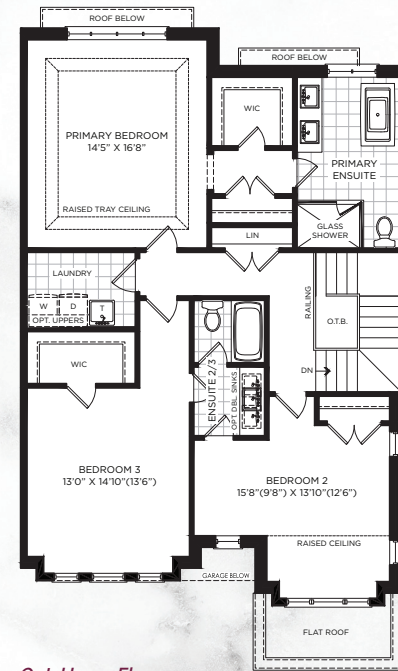 ROOF BELOW
ROOF BELOW
WIC
PRIMARY BEDROOM
14'5" X 16'8"
PRIMARY
ENSUITE
RAISED TRAY CEILING
GLASS
SHOWER
LIN
LAUNDRY
W D T
OPT. UPPERS
RAILING
O.T.B.
WIC
ENSUITE 2/3
OPT DBL SINKS
DN
BEDROOM 3
13'0" X 14'10"(13'6")
BEDROOM 2
15'8"(9'8") X 13'10"(12'6")
RAISED CEILING
GARAGE BELOW
FLAT ROOF